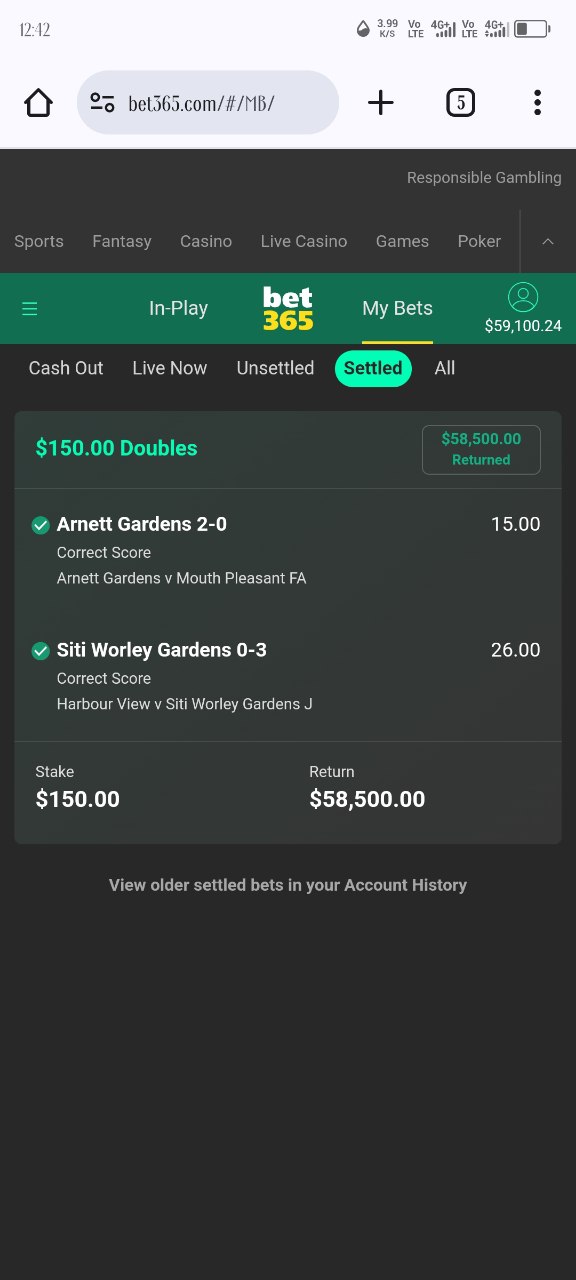 12:42
3.99 K/S Vo LTE 4G+ Vo LTE 4G+
bet365.com/#/MB/
5
Responsible Gambling
Sports Fantasy Casino Live Casino Games Poker
In-Play bet365 My Bets $59,100.24
Cash Out Live Now Unsettled Settled All
$150.00 Doubles $58,500.00
Returned
Arnett Gardens 2-0 15.00
Correct Score
Arnett Gardens v Mouth Pleasant FA
Siti Worley Gardens 0-3 26.00
Correct Score
Harbour View v Siti Worley Gardens J
Stake Return
$150.00 $58,500.00
View older settled bets in your Account History